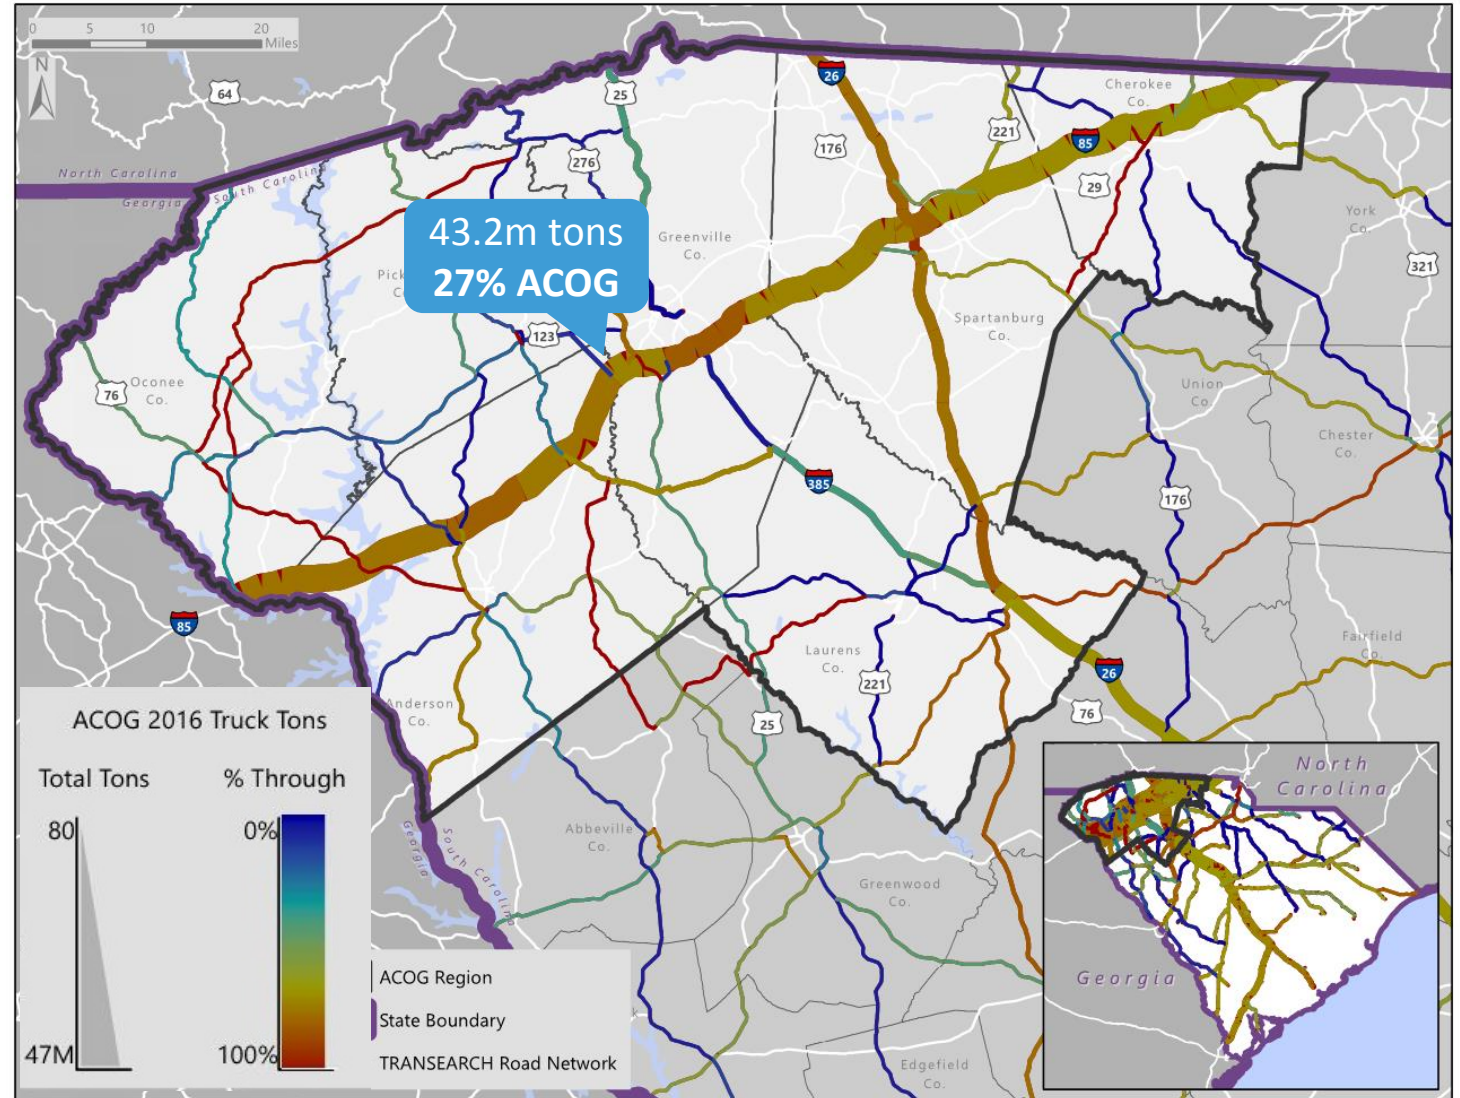 0 5 10 20
Miles
N
64
25
26
Cherokee
Co.
221
85
176
276
29
North Carolina
Georgia
South Carolina
York
Co.
321
43.2m tons
27% ACOG
Greenville
Co.
Pick
C
123
Spartanburg
Co.
Oconee
Co.
76
Union
Co.
Chester
Co.
385
176
85
Fairfield
Co.
Laurens
Co.
26
221
76
25
Anderson
Co.
ACOG 2016 Truck Tons
Total Tons
% Through
80
0%
47M
100%
Georgia
South Carolina
Abbeville
Co.
Greenwood
Co.
Edgefield
Co.
ACOG Region
State Boundary
TRANSEARCH Road Network
North
Carolina
Georgia